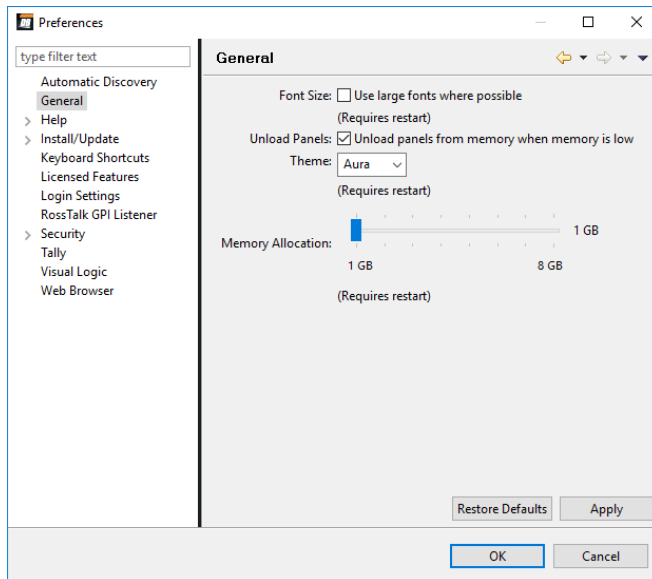 Preferences
type filter text
Automatic Discovery
General
Help
Install/Update
Keyboard Shortcuts
Licensed Features
Login Settings
RossTalk GPI Listener
Security
Tally
Visual Logic
Web Browser
General
Font Size: Use large fonts where possible
(Requires restart)
Unload Panels: Unload panels from memory when memory is low
Theme: Aura
(Requires restart)
Memory Allocation: 1 GB
1 GB 8 GB
(Requires restart)
Restore Defaults Apply
OK Cancel